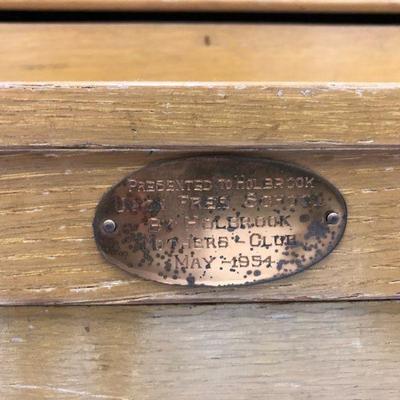 PRESENTED TO HOLBROOK
FREE SCHOOL
BY HOLBROOK
MOTHERS - CLUB
MAY - 1954